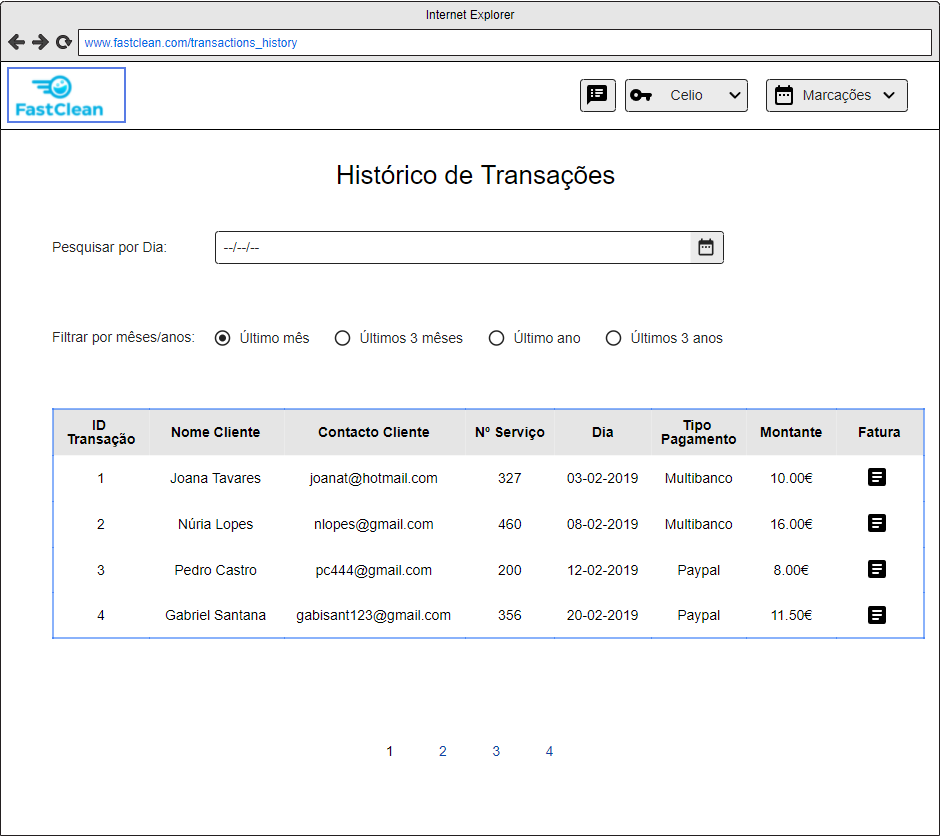 Internet Explorer
www.fastclean.com/transactions_history
FastClean
Celio
Marcações
Histórico de Transações
Pesquisar por Dia:
--/--/--
Filtrar por mêses/anos:
Último mês
Últimos 3 mêses
Último ano
Últimos 3 anos
ID Transação Nome Cliente Contacto Cliente Nº Serviço Dia Tipo Pagamento Montante Fatura
1 Joana Tavares joanat@hotmail.com 327 03-02-2019 Multibanco 10.00€
2 Núria Lopes nlopes@gmail.com 460 08-02-2019 Multibanco 16.00€
3 Pedro Castro pc444@gmail.com 200 12-02-2019 Paypal 8.00€
4 Gabriel Santana gabisant123@gmail.com 356 20-02-2019 Paypal 11.50€
1 2 3 4